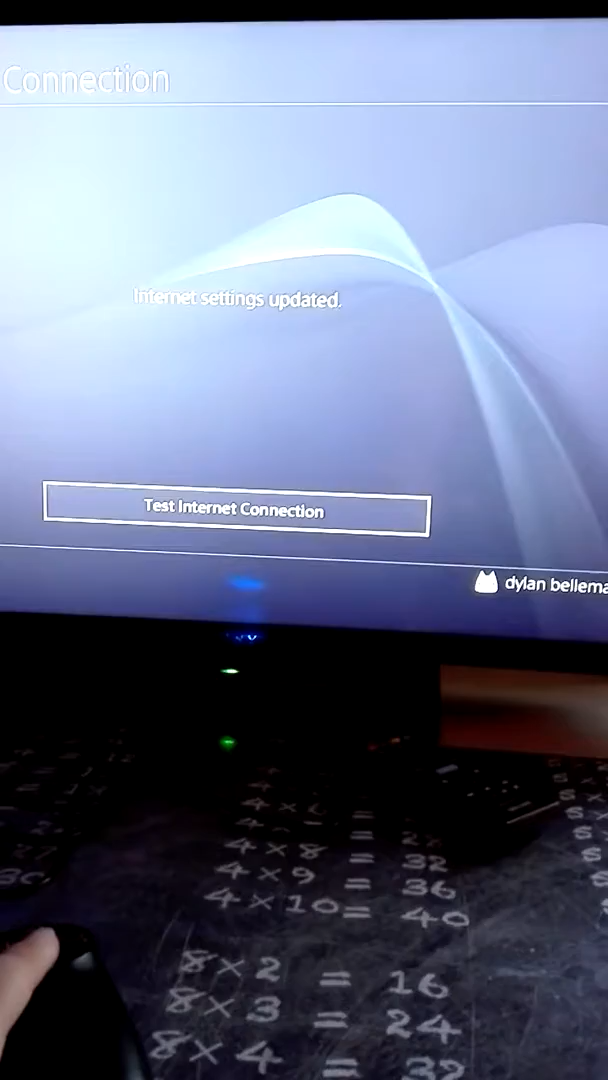 Connection
Internet settings updated.
Test Internet Connection
dylan bellema
4 × 8 = 32
4 × 9 = 36
4 × 10 = 40
8 × 2 = 16
8 × 3 = 24
8 × 4 = 32